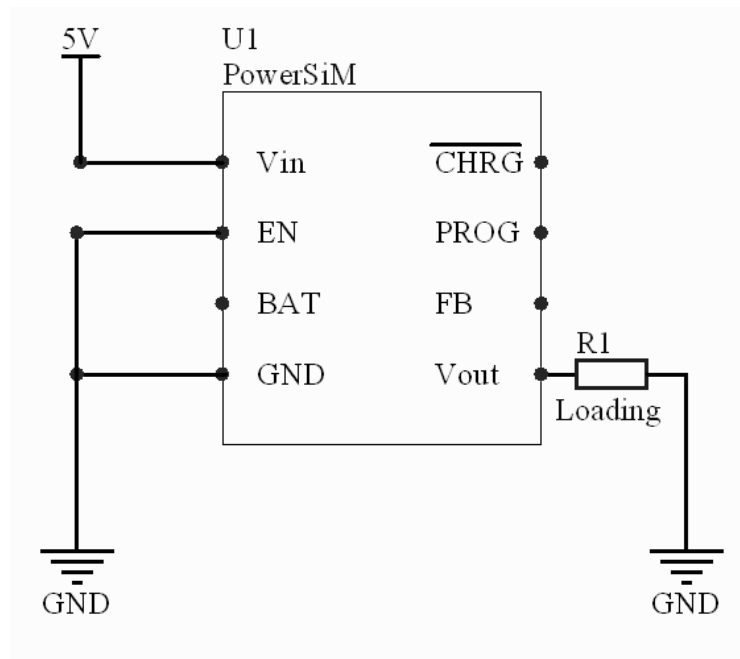 5V
U1
PowerSiM
Vin
CHRG
EN
PROG
BAT
FB
GND
Vout
R1
Loading
GND
GND